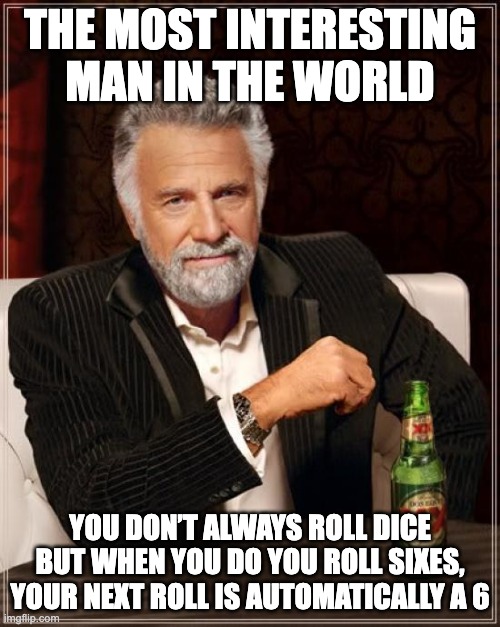 THE MOST INTERESTING
MAN IN THE WORLD
XX
YOU DON'T ALWAYS ROLL DICE
BUT WHEN YOU DO YOU ROLL SIXES,
YOUR NEXT ROLL IS AUTOMATICALLY A 6
imgflip.com